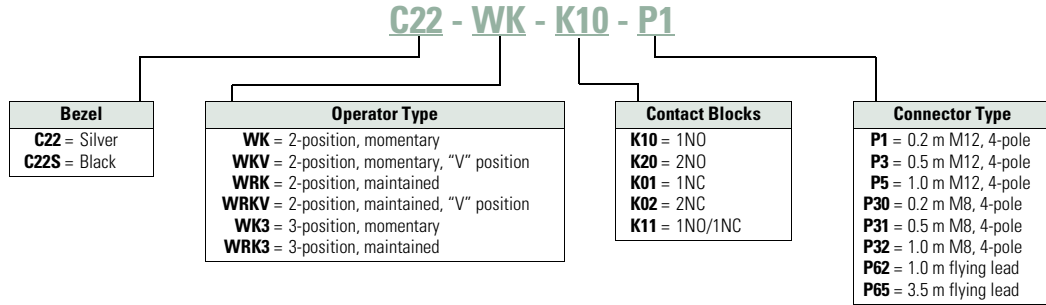 C22 - WK - K10 - P1
Bezel
C22 = Silver
C22S = Black
Operator Type
WK = 2-position, momentary
WKV = 2-position, momentary, “V” position
WRK = 2-position, maintained
WRKV = 2-position, maintained, “V” position
WK3 = 3-position, momentary
WRK3 = 3-position, maintained
Contact Blocks
K10 = 1NO
K20 = 2NO
K01 = 1NC
K02 = 2NC
K11 = 1NO/1NC
Connector Type
P1 = 0.2 m M12, 4-pole
P3 = 0.5 m M12, 4-pole
P5 = 1.0 m M12, 4-pole
P30 = 0.2 m M8, 4-pole
P31 = 0.5 m M8, 4-pole
P32 = 1.0 m M8, 4-pole
P62 = 1.0 m flying lead
P65 = 3.5 m flying lead